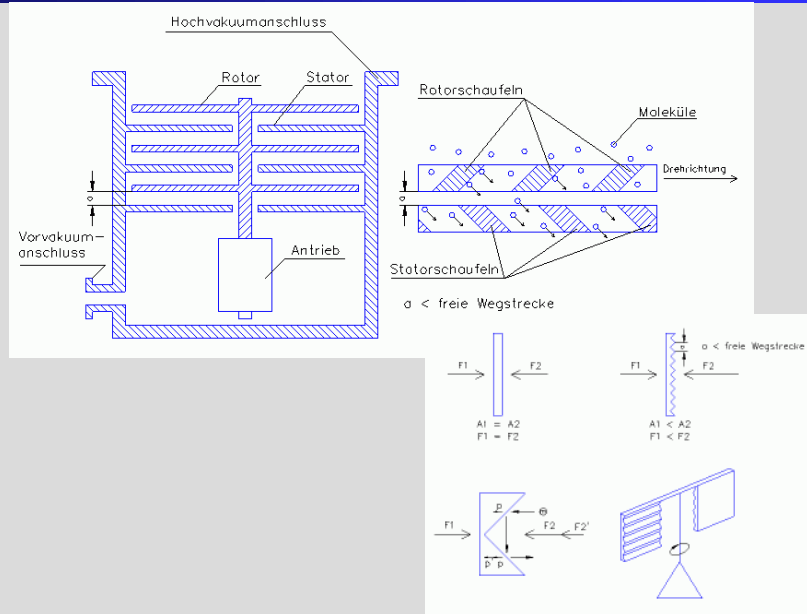 Hochvakuumanschluss
Rotor
Stator
a
Vorvakuum-
anschluss
Antrieb
Rotorschaufeln
Moleküle
Drehrichtung
a
Statorschaufeln
a < freie Wegstrecke
F1
F2
A1 = A2
F1 = F2
F1
F2
a
a < freie Wegstrecke
A1 < A2
F1 < F2
F1
p
F2
F2'
p' p